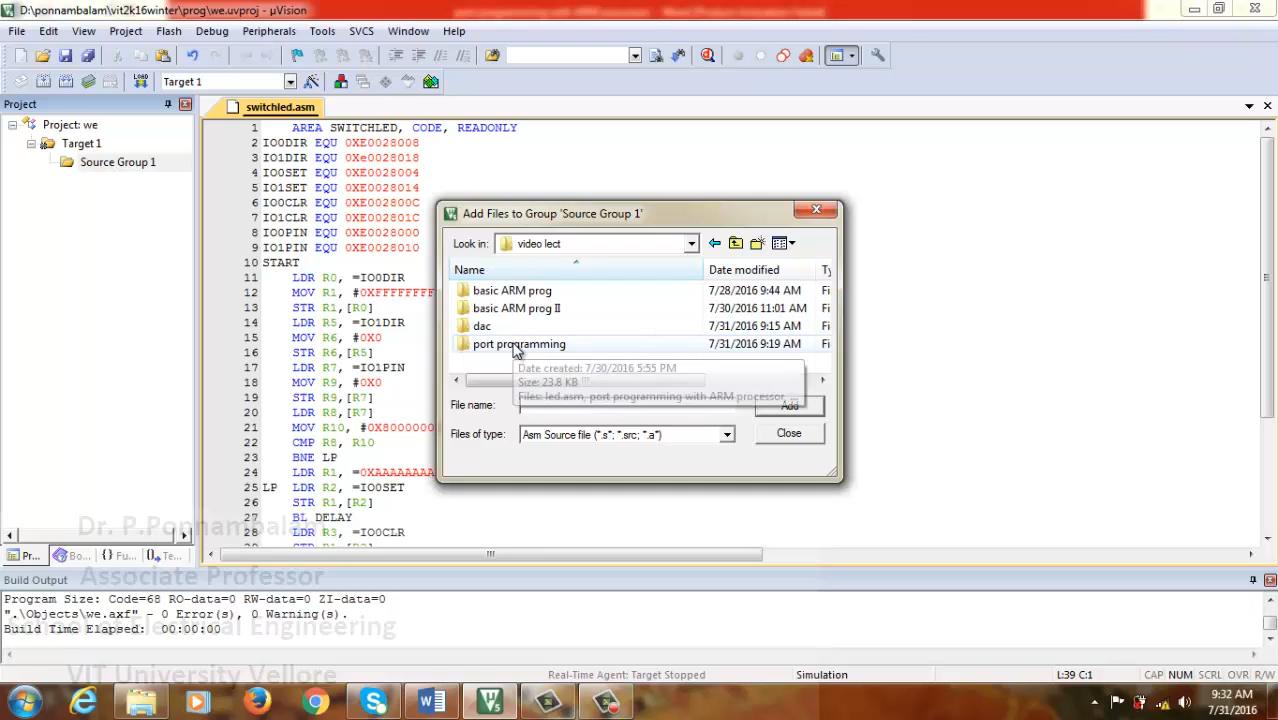 D:\ponnambalam\vit2k16winter\prog\we.uvproj - µVision
File Edit View Project Flash Debug Peripherals Tools SVCS Window Help
LOAD Target 1
Project
Project: we
Target 1
Source Group 1
switchled.asm
1 AREA SWITCHLED, CODE, READONLY
2 IO0DIR EQU 0XE0028008
3 IO1DIR EQU 0Xe0028018
4 IO0SET EQU 0XE0028004
5 IO1SET EQU 0XE0028014
6 IO0CLR EQU 0XE002800C
7 IO1CLR EQU 0XE002801C
8 IO0PIN EQU 0XE0028000
9 IO1PIN EQU 0XE0028010
10 START
11 LDR R0, =IO0DIR
12 MOV R1, #0XFFFFFFFF
13 STR R1,[R0]
14 LDR R5, =IO1DIR
15 MOV R6, #0X0
16 STR R6,[R5]
17 LDR R7, =IO1PIN
18 MOV R9, #0X0
19 STR R9,[R7]
20 LDR R8,[R7]
21 MOV R10, #0X8000000
22 CMP R8, R10
23 BNE LP
24 LDR R1, =0XAAAAAAAA
25 LP LDR R2, =IO0SET
26 STR R1,[R2]
27 BL DELAY
28 LDR R3, =IO0CLR
Add Files to Group 'Source Group 1'
Look in: video lect
Name Date modified Ty
basic ARM prog 7/28/2016 9:44 AM Fi
basic ARM prog II 7/30/2016 11:01 AM Fi
dac 7/31/2016 9:15 AM Fi
port programming 7/31/2016 9:19 AM Fi
Date created: 7/30/2016 5:55 PM
Size: 23.8 KB
Files: led.asm, port programming with ARM processor, ...
File name: Add
Files of type: Asm Source file (*.s*; *.src; *.a*) Close
Dr. P.Ponnambalam
Associate Professor
Electrical Engineering
VIT University Vellore
Pr... Bo... {} Fu... Te...
Build Output
Program Size: Code=68 RO-data=0 RW-data=0 ZI-data=0
".\Objects\we.axf" - 0 Error(s), 0 Warning(s).
Build Time Elapsed: 00:00:00
Real-Time Agent: Target Stopped Simulation L:39 C:1 CAP NUM SCRL OVR R/W
9:32 AM
7/31/2016